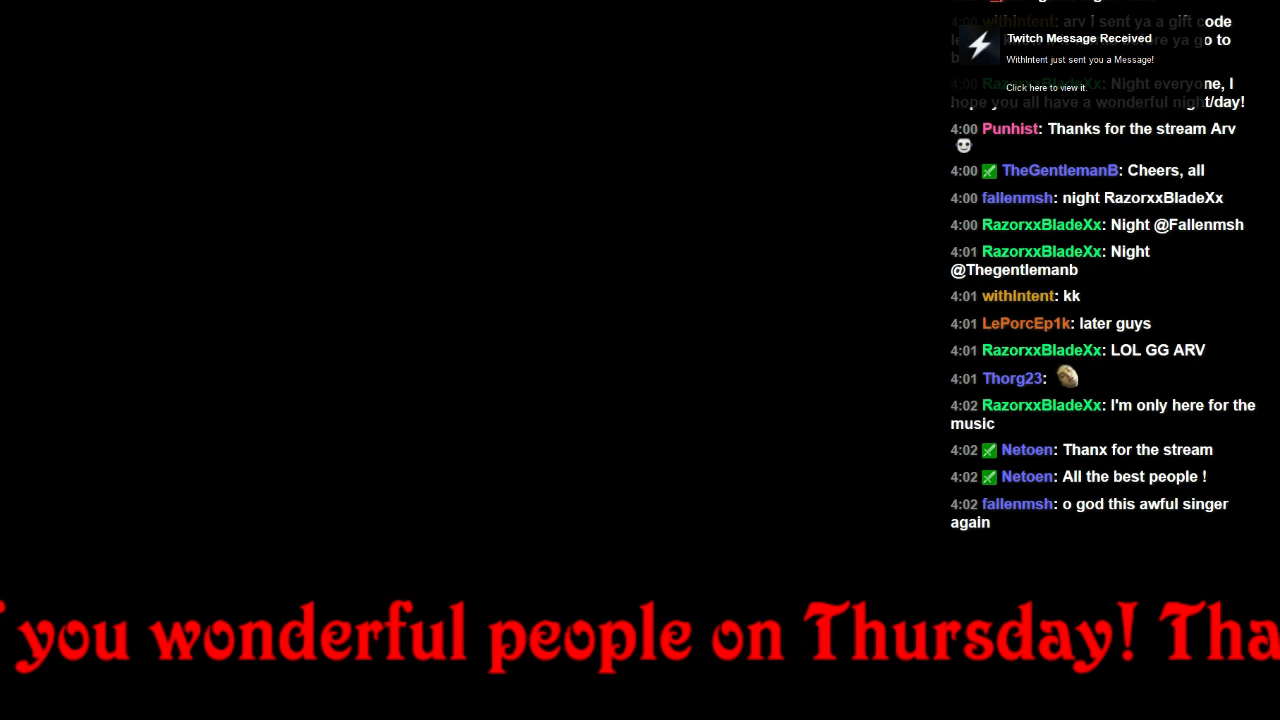 4:00 withIntent: arv i sent ya a gift code
Twitch Message Received
WithIntent just sent you a Message!
Click here to view it.
4:00 RazorxxBladeXx: Night everyone, I
hope you all have a wonderful night/day!
4:00 Punhist: Thanks for the stream Arv
4:00 TheGentlemanB: Cheers, all
4:00 fallenmsh: night RazorxxBladeXx
4:00 RazorxxBladeXx: Night @Fallenmsh
4:01 RazorxxBladeXx: Night
@Thegentlemanb
4:01 withIntent: kk
4:01 LePorcEp1k: later guys
4:01 RazorxxBladeXx: LOL GG ARV
4:01 Thorg23:
4:02 RazorxxBladeXx: I'm only here for the
music
4:02 Netoen: Thanx for the stream
4:02 Netoen: All the best people !
4:02 fallenmsh: o god this awful singer
again
you wonderful people on Thursday! Tha